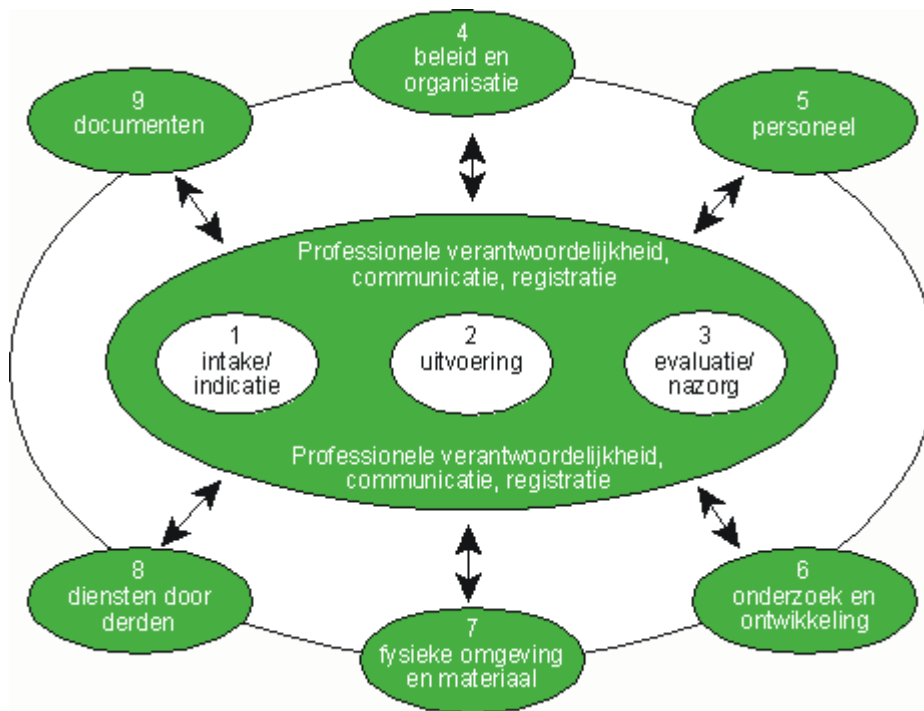 4
beleid en
organisatie
9
documenten
5
personeel
Professionele verantwoordelijkheid,
communicatie, registratie
1
intake/
indicatie
2
uitvoering
3
evaluatie/
nazorg
Professionele verantwoordelijkheid,
communicatie, registratie
8
diensten door
derden
6
onderzoek en
ontwikkeling
7
fysieke omgeving
en materiaal